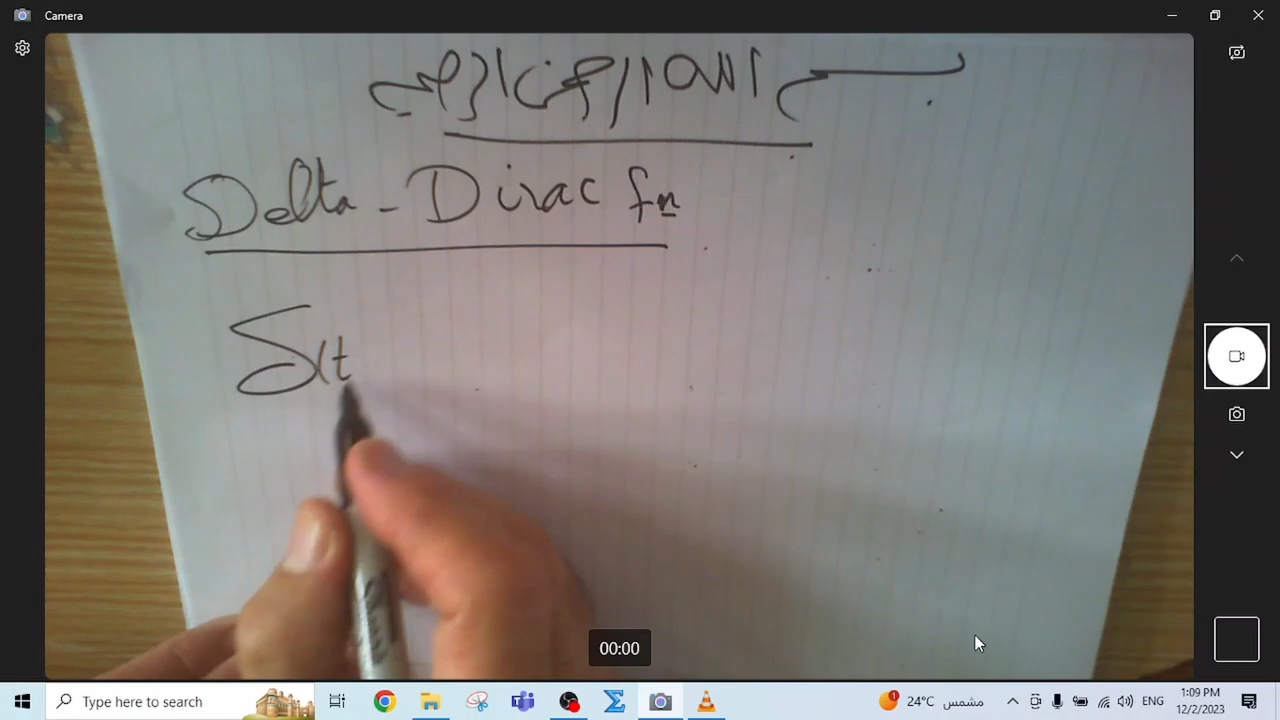 Camera
بسم الله الرحمن الرحيم
Delta - Dirac fn
δ(t
00:00
Type here to search
1
24°C مشمس
ENG
1:09 PM
12/2/2023